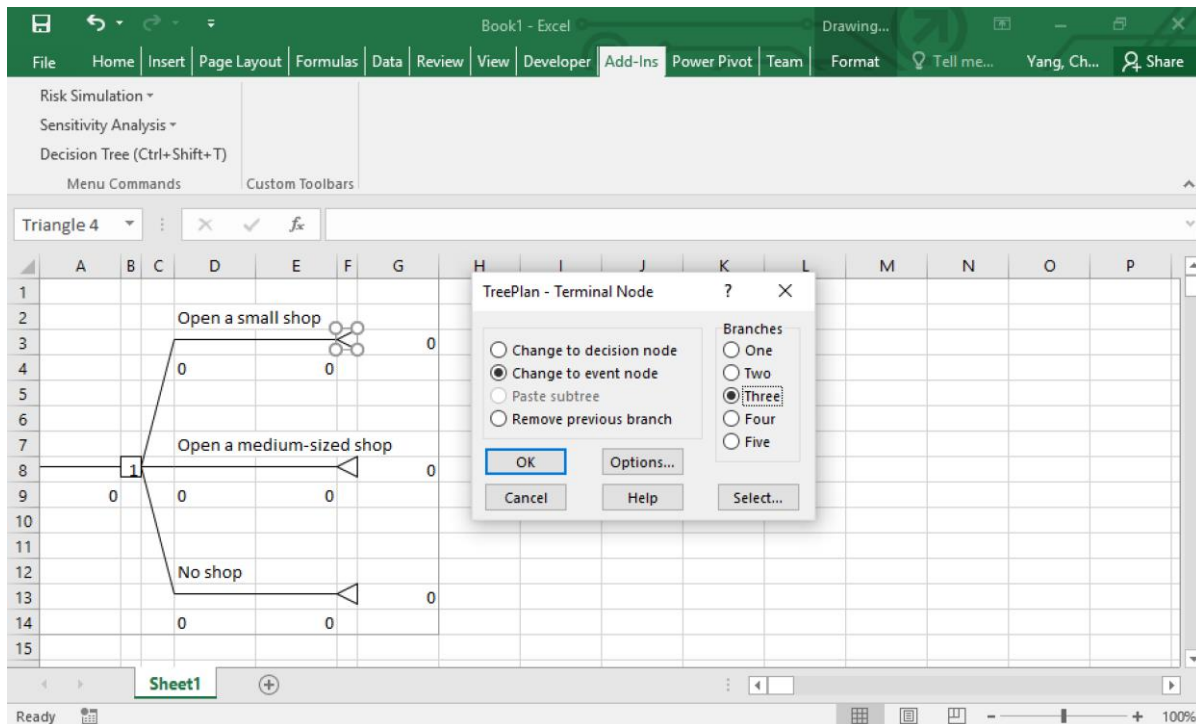 Book1 - Excel Drawing...
File Home Insert Page Layout Formulas Data Review View Developer Add-Ins Power Pivot Team Format Tell me... Yang, Ch... Share
Risk Simulation
Sensitivity Analysis
Decision Tree (Ctrl+Shift+T)
Menu Commands Custom Toolbars
Triangle 4 fx
A B C D E F G H I J K L M N O P
TreePlan - Terminal Node ? X
1
2 Open a small shop
3 0
4 0 0
5
6
7 Open a medium-sized shop
8 1 0
9 0 0 0
10
11
12 No shop
13 0
14 0 0
15
Branches
Change to decision node One
Change to event node Two
Paste subtree Three
Remove previous branch Four
Five
OK Options...
Cancel Help Select...
Sheet1
Ready 100%